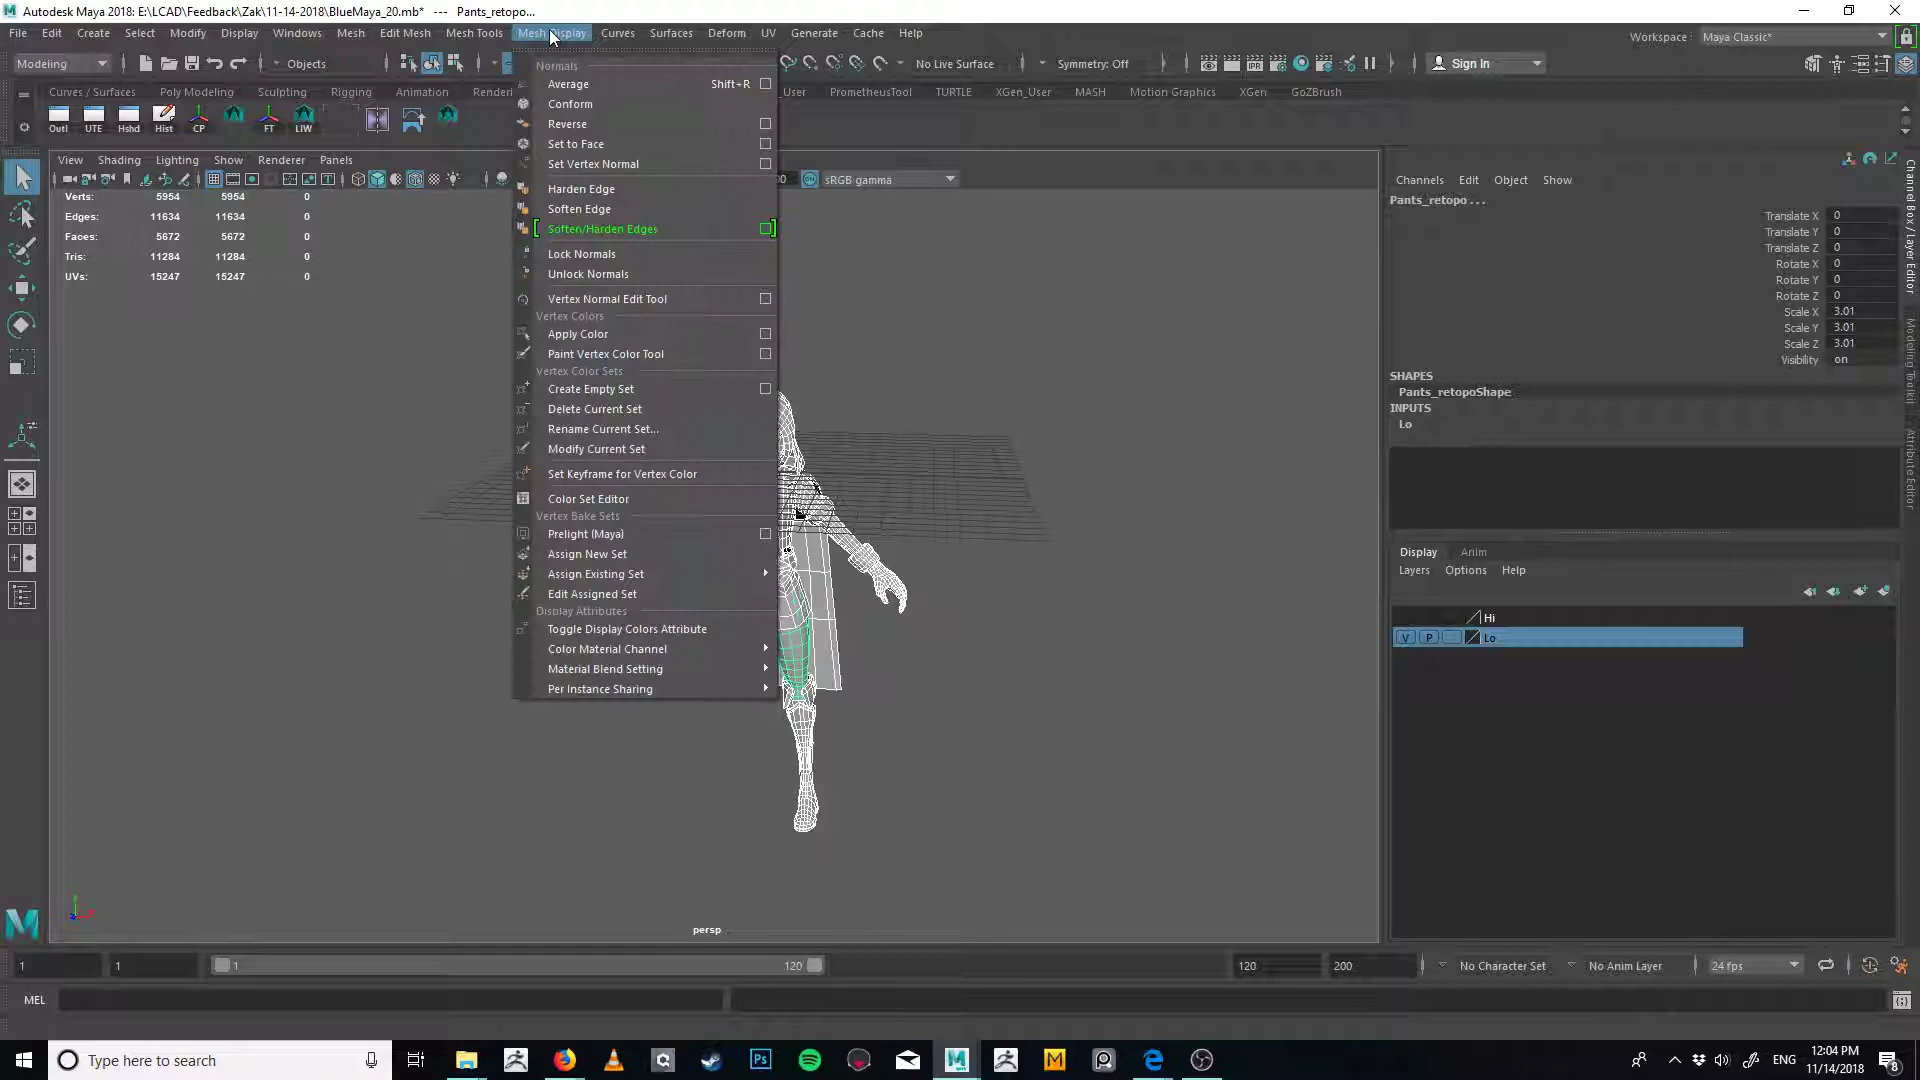 Autodesk Maya 2018: E:\LCAD\Feedback\Zak\11-14-2018\BlueMaya_20.mb* --- Pants_retopo...
File Edit Create Select Modify Display Windows Mesh Edit Mesh Mesh Tools Mesh Display Curves Surfaces Deform UV Generate Cache Help
Workspace : Maya Classic*
Modeling Objects No Live Surface Symmetry: Off Sign In
Curves / Surfaces Poly Modeling Sculpting Rigging Animation Renderi User PrometheusTool TURTLE XGen_User MASH Motion Graphics XGen GoZBrush
Outl UTE Hshd Hist CP FT LIW
View Shading Lighting Show Renderer Panels
sRGB gamma
Verts: 5954 5954 0
Edges: 11634 11634 0
Faces: 5672 5672 0
Tris: 11284 11284 0
UVs: 15247 15247 0
Normals
Average Shift+R
Conform
Reverse
Set to Face
Set Vertex Normal
Harden Edge
Soften Edge
Soften/Harden Edges
Lock Normals
Unlock Normals
Vertex Normal Edit Tool
Vertex Colors
Apply Color
Paint Vertex Color Tool
Vertex Color Sets
Create Empty Set
Delete Current Set
Rename Current Set...
Modify Current Set
Set Keyframe for Vertex Color
Color Set Editor
Vertex Bake Sets
Prelight (Maya)
Assign New Set
Assign Existing Set
Edit Assigned Set
Display Attributes
Toggle Display Colors Attribute
Color Material Channel
Material Blend Setting
Per Instance Sharing
persp
Channels Edit Object Show
Pants_retopo . . .
Translate X 0
Translate Y 0
Translate Z 0
Rotate X 0
Rotate Y 0
Rotate Z 0
Scale X 3.01
Scale Y 3.01
Scale Z 3.01
Visibility on
SHAPES
Pants_retopoShape
INPUTS
Lo
Display Anim
Layers Options Help
Hi
V P Lo
Channel Box / Layer Editor
Modeling Toolkit
Attribute Editor
1 1 1 120 120 200 No Character Set No Anim Layer 24 fps
MEL
Type here to search
Ps
ENG
12:04 PM
11/14/2018
8